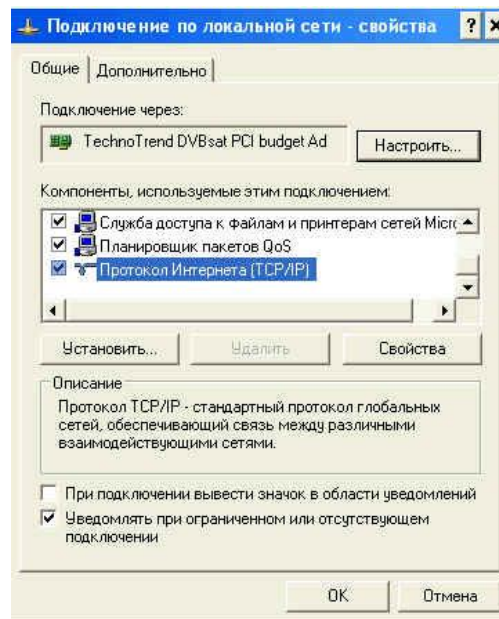 Подключение по локальной сети - свойства
Общие
Дополнительно
Подключение через:
TechnoTrend DVBsat PCI budget Ad
Настроить...
Компоненты, используемые этим подключением:
Служба доступа к файлам и принтерам сетей Micr
Планировщик пакетов QoS
Протокол Интернета (TCP/IP)
Установить...
Удалить
Свойства
Описание
Протокол TCP/IP - стандартный протокол глобальных
сетей, обеспечивающий связь между различными
взаимодействующими сетями.
При подключении вывести значок в области уведомлений
Уведомлять при ограниченном или отсутствующем
подключении
OK
Отмена